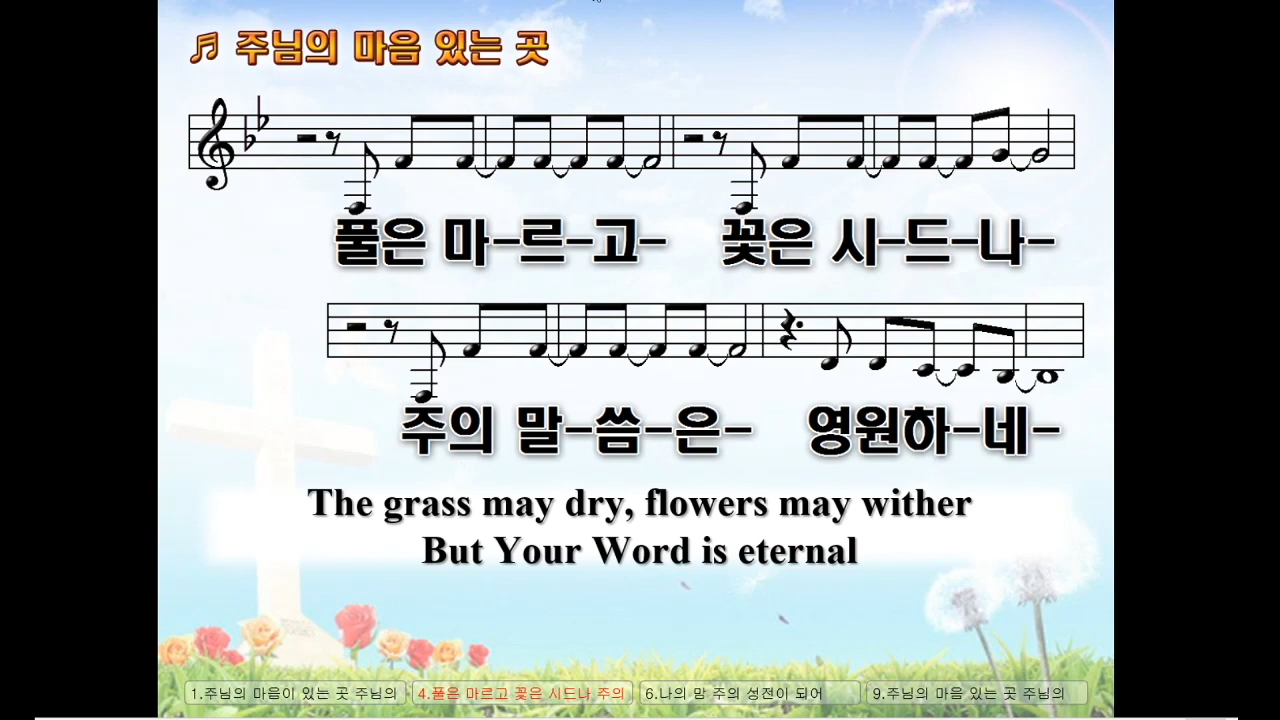 ♬ 주님의 마음 있는 곳
풀은 마-르-고- 꽃은 시-드-나-
주의 말-씀-은- 영원하-네-
The grass may dry, flowers may wither
But Your Word is eternal
1.주님의 마음이 있는 곳 주님의 4.풀은 마르고 꽃은 시드나 주의 6.나의 맘 주의 성전이 되어 9.주님의 마음 있는 곳 주님의